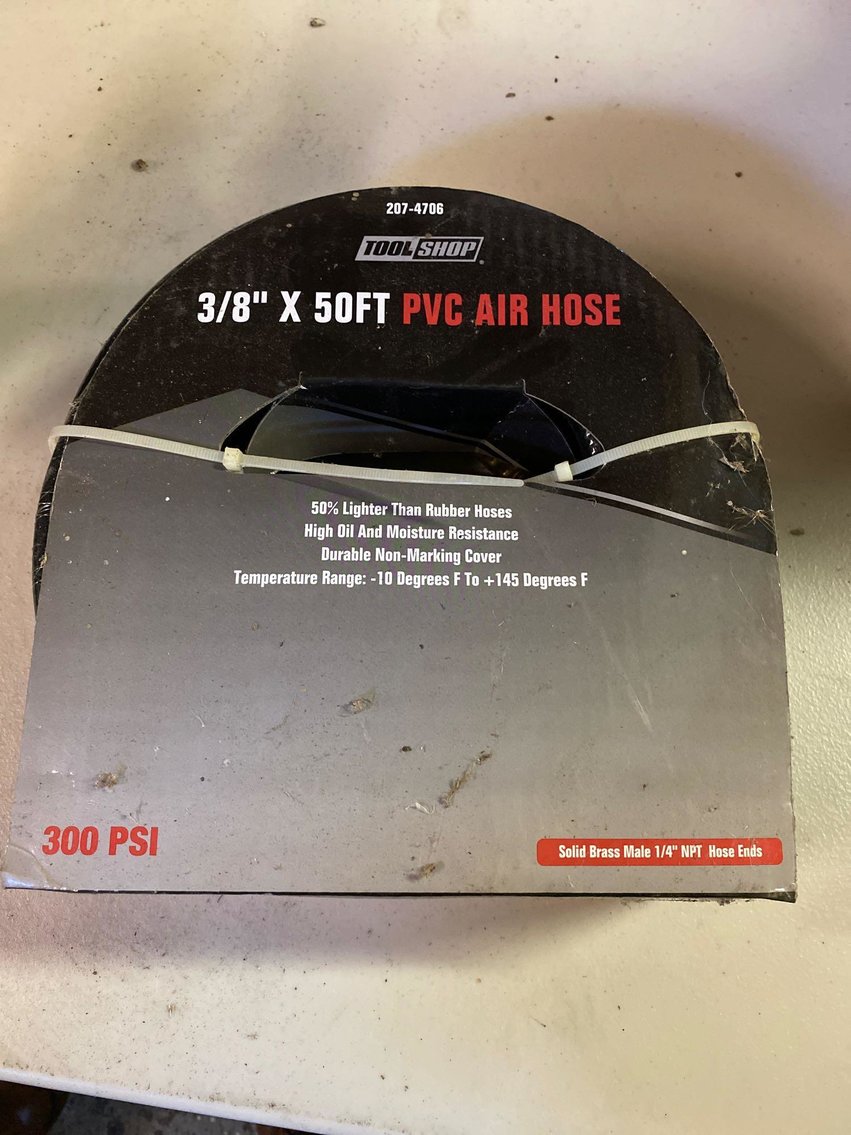 207-4706
TOOL SHOP®
3/8" X 50FT PVC AIR HOSE
50% Lighter Than Rubber Hoses
High Oil And Moisture Resistance
Durable Non-Marking Cover
Temperature Range: -10 Degrees F To +145 Degrees F
300 PSI
Solid Brass Male 1/4" NPT Hose Ends